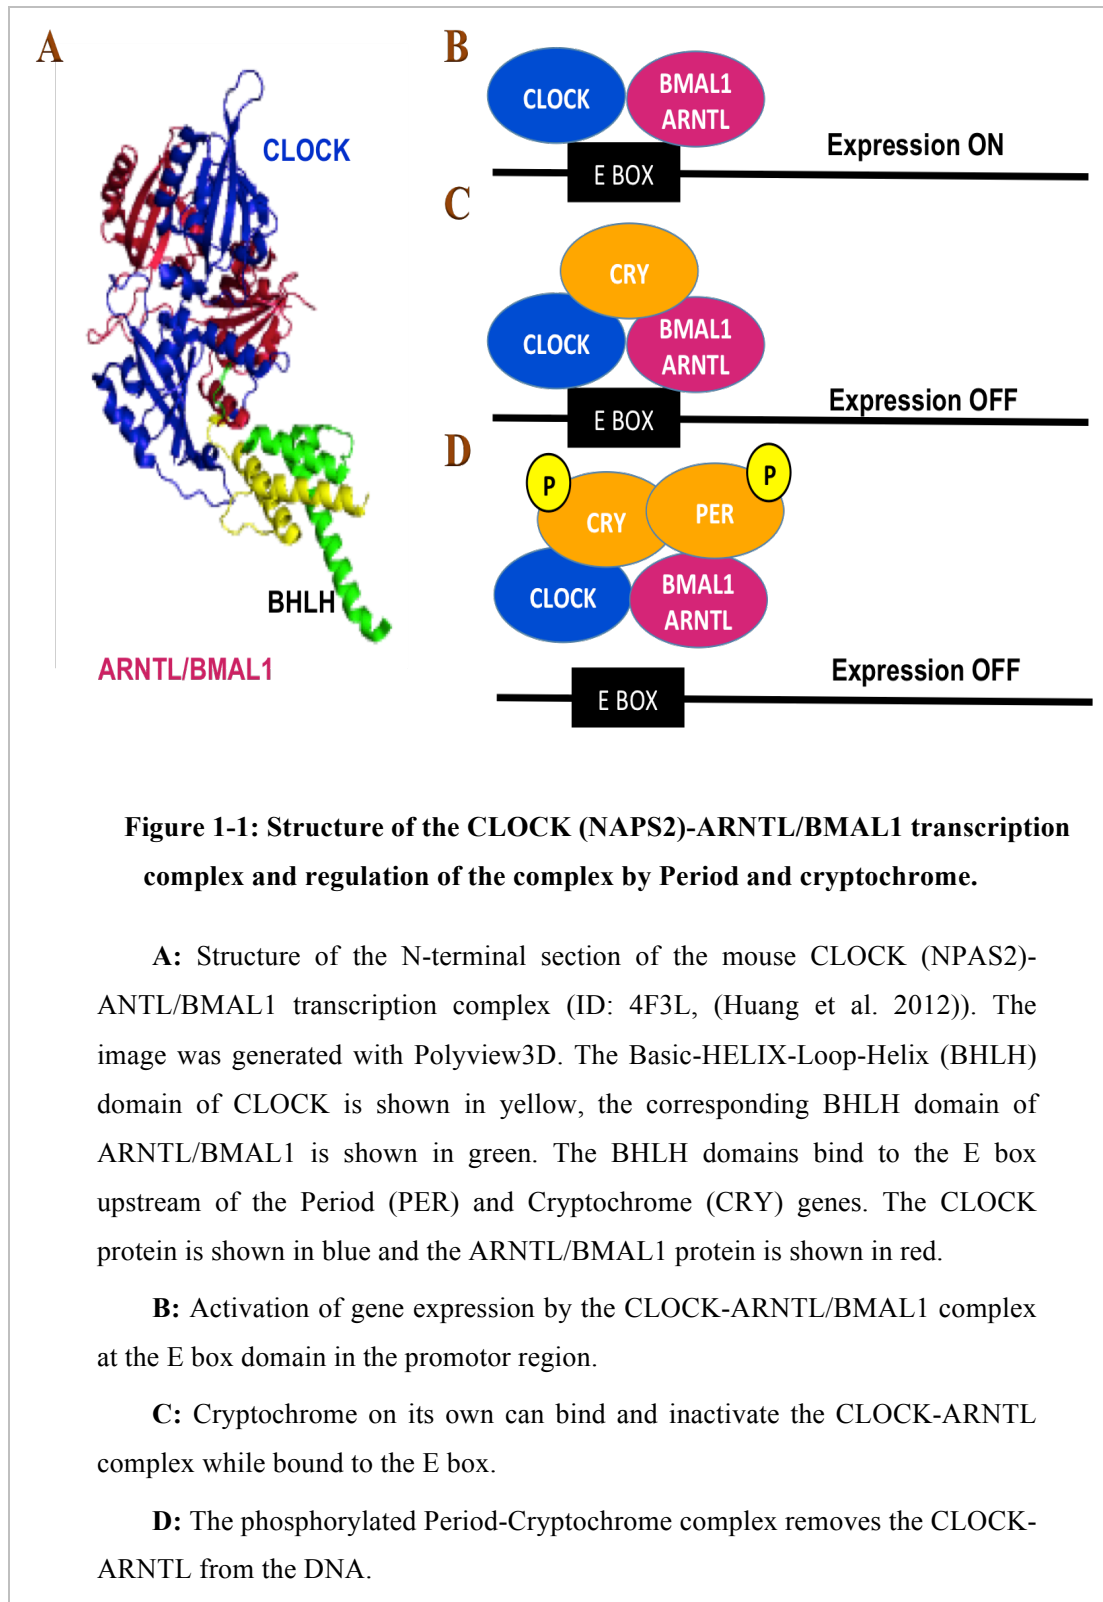 A
CLOCK
BHLH
ARNTL/BMAL1
B
CLOCK
BMAL1
ARNTL
E BOX
Expression ON
C
CRY
CLOCK
BMAL1
ARNTL
E BOX
Expression OFF
D
P
P
CRY
PER
CLOCK
BMAL1
ARNTL
E BOX
Expression OFF
Figure 1-1: Structure of the CLOCK (NAPS2)-ARNTL/BMAL1 transcription
complex and regulation of the complex by Period and cryptochrome.
A: Structure of the N-terminal section of the mouse CLOCK (NPAS2)-
ANTL/BMAL1 transcription complex (ID: 4F3L, (Huang et al. 2012)). The
image was generated with Polyview3D. The Basic-HELIX-Loop-Helix (BHLH)
domain of CLOCK is shown in yellow, the corresponding BHLH domain of
ARNTL/BMAL1 is shown in green. The BHLH domains bind to the E box
upstream of the Period (PER) and Cryptochrome (CRY) genes. The CLOCK
protein is shown in blue and the ARNTL/BMAL1 protein is shown in red.
B: Activation of gene expression by the CLOCK-ARNTL/BMAL1 complex
at the E box domain in the promotor region.
C: Cryptochrome on its own can bind and inactivate the CLOCK-ARNTL
complex while bound to the E box.
D: The phosphorylated Period-Cryptochrome complex removes the CLOCK-
ARNTL from the DNA.